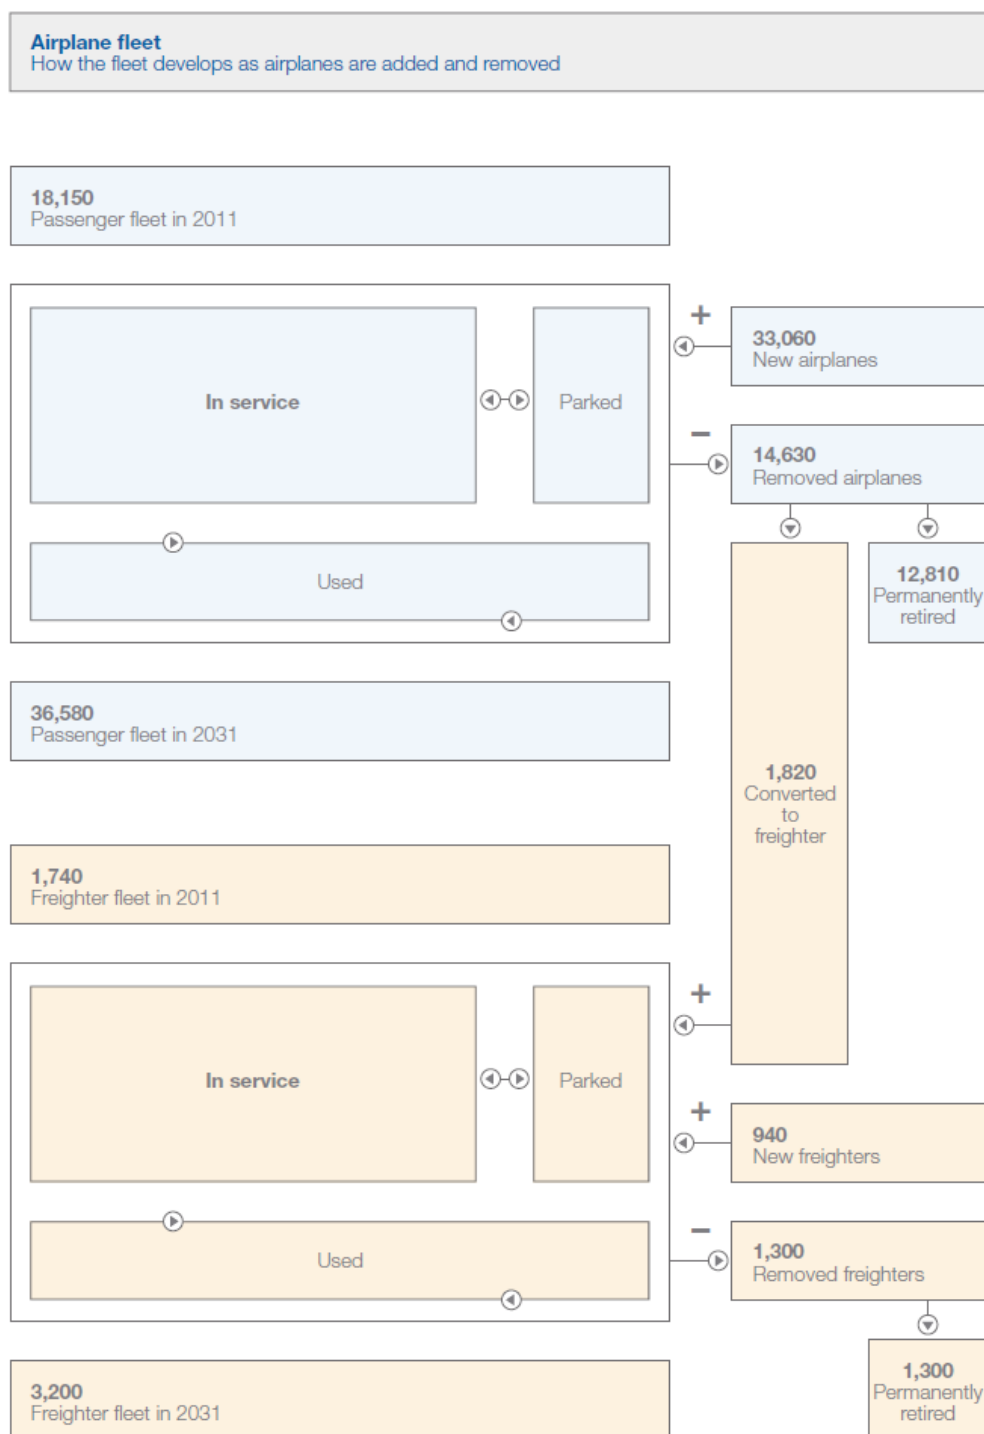 Airplane fleet
How the fleet develops as airplanes are added and removed
18,150
Passenger fleet in 2011
In service
Parked
Used
+
33,060
New airplanes
−
14,630
Removed airplanes
12,810
Permanently
retired
36,580
Passenger fleet in 2031
1,820
Converted
to
freighter
1,740
Freighter fleet in 2011
In service
Parked
Used
+
+
940
New freighters
−
1,300
Removed freighters
1,300
Permanently
retired
3,200
Freighter fleet in 2031